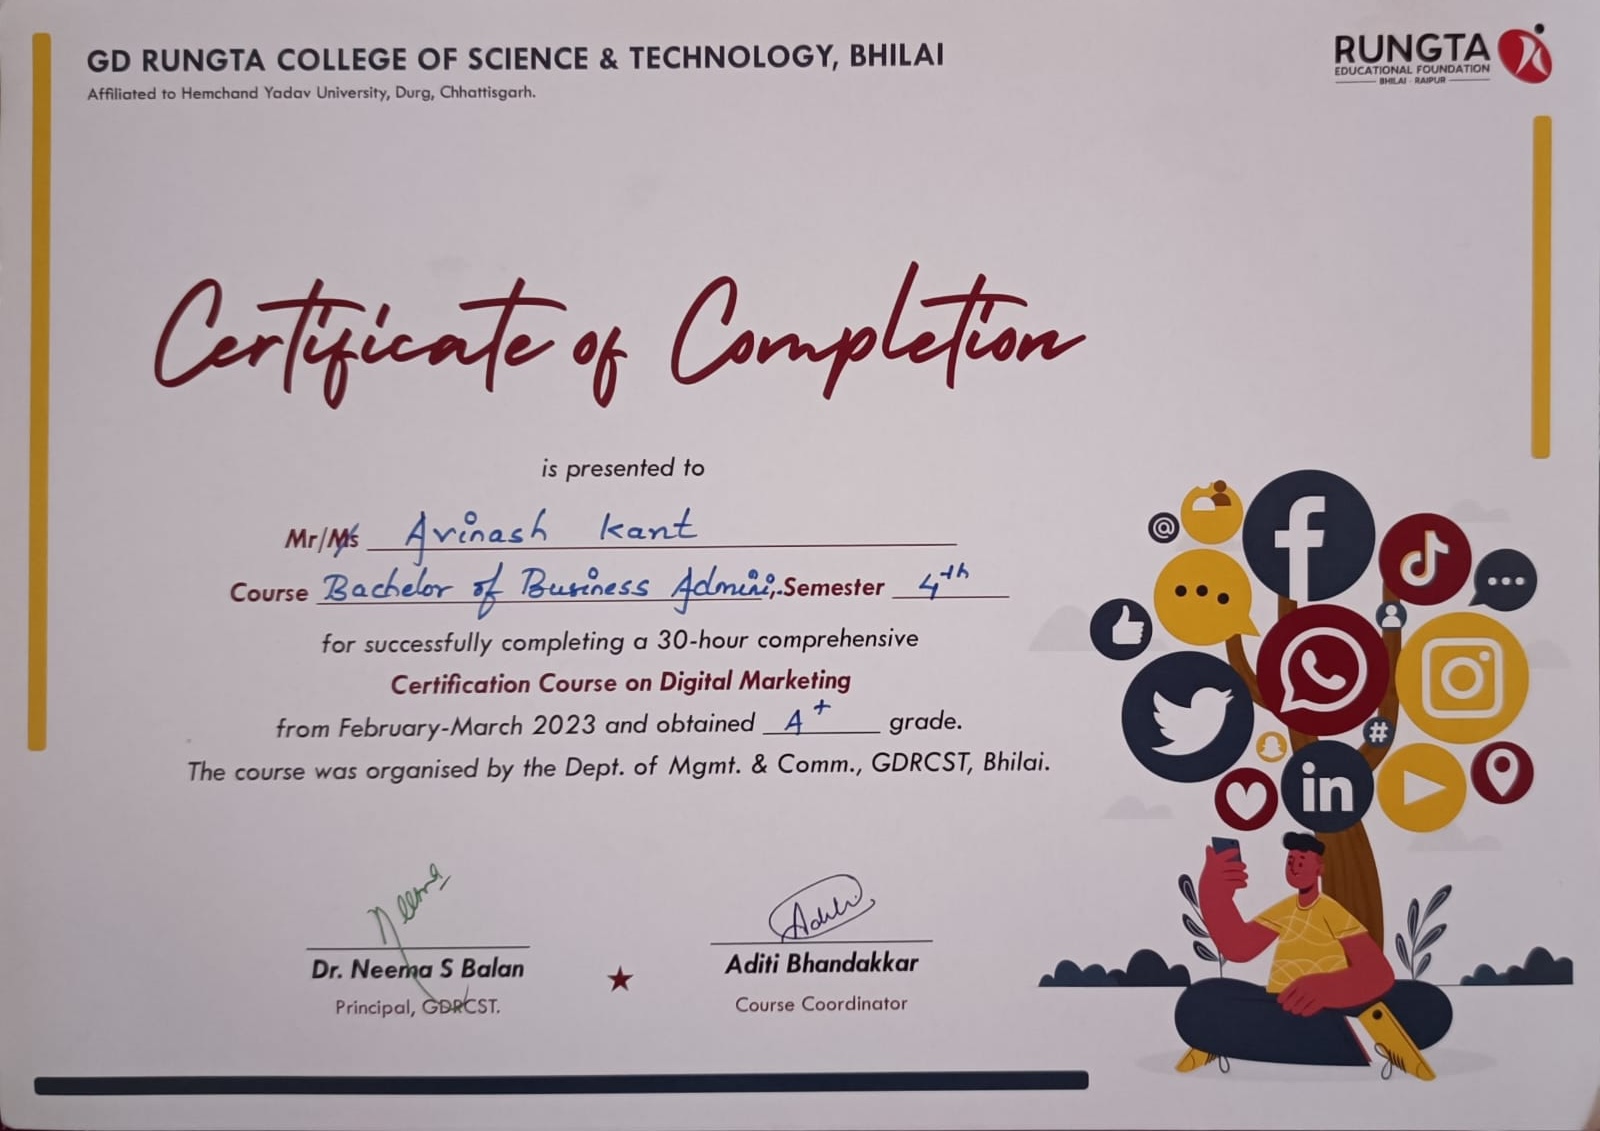 GD RUNGTA COLLEGE OF SCIENCE & TECHNOLOGY, BHILAI
Affiliated to Hemchand Yadav University, Durg, Chhattisgarh.
RUNGTA
EDUCATIONAL FOUNDATION
BHILAI - RAIPUR
Certificate of Completion
is presented to
Mr/Ms Avinash Kant
Course Bachelor of Business Admini,. Semester 4th
for successfully completing a 30-hour comprehensive
Certification Course on Digital Marketing
from February-March 2023 and obtained A+ grade.
The course was organised by the Dept. of Mgmt. & Comm., GDRCST, Bhilai.
Neema
Dr. Neema S Balan
Principal, GDRCST.
Aditi Bhandakkar
Course Coordinator
@
f
#
in